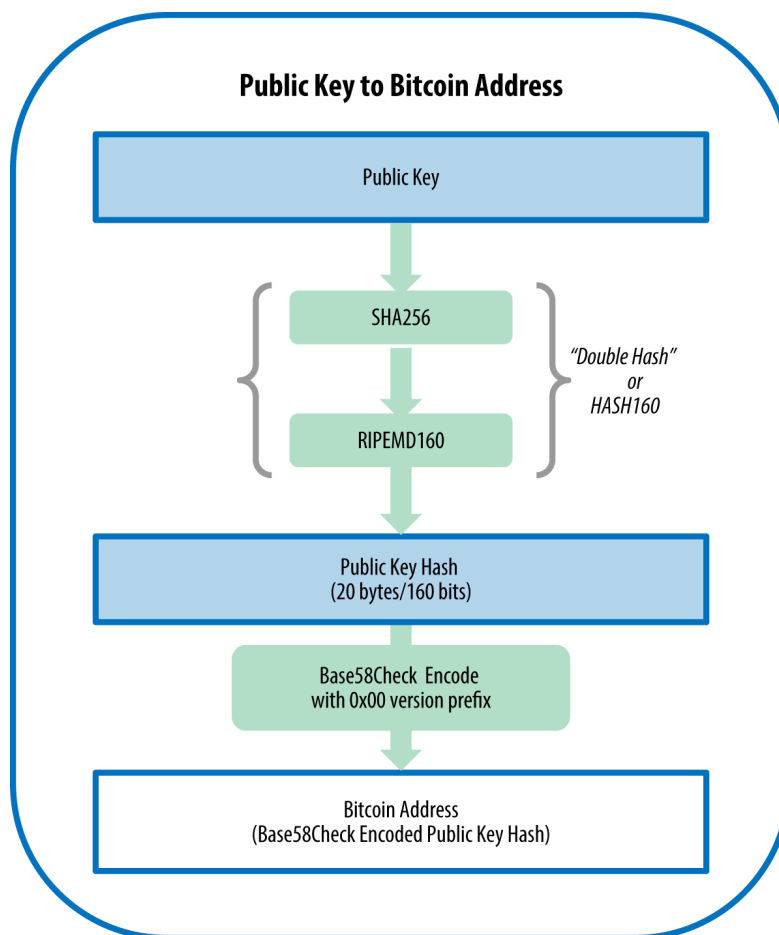 Public Key to Bitcoin Address
Public Key
SHA256
“Double Hash”
or
HASH160
RIPEMD160
Public Key Hash
(20 bytes/160 bits)
Base58Check Encode
with 0x00 version prefix
Bitcoin Address
(Base58Check Encoded Public Key Hash)